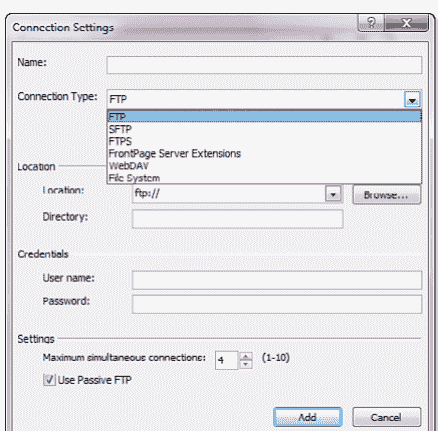 Connection Settings
Name:
Connection Type: FTP
FTP
SFTP
FTPS
FrontPage Server Extensions
WebDAV
File System
Location
Location: ftp:// Browse...
Directory:
Credentials
User name:
Password:
Settings
Maximum simultaneous connections: 4 (1-10)
Use Passive FTP
Add Cancel